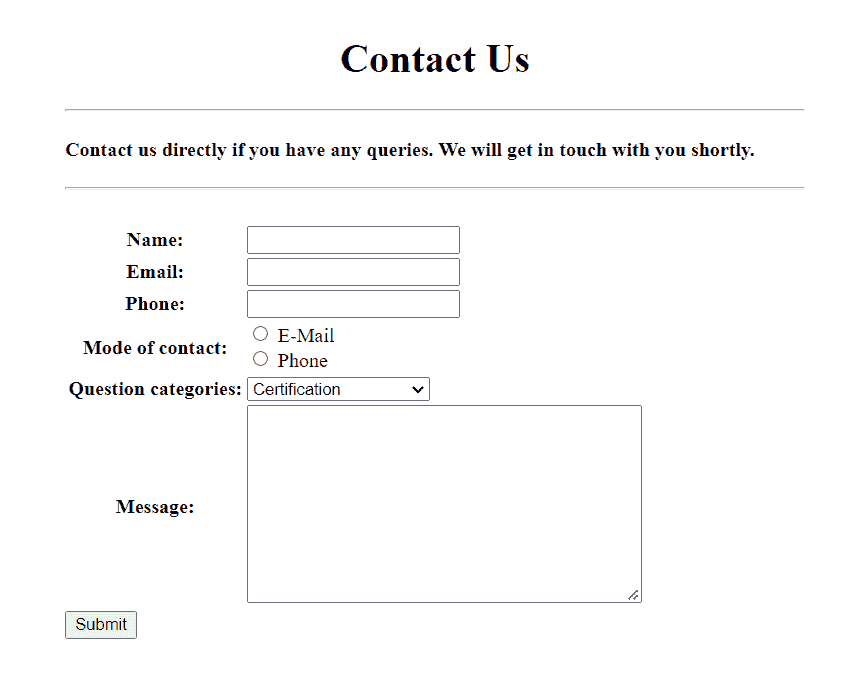 Contact Us
Contact us directly if you have any queries. We will get in touch with you shortly.
Name:
Email:
Phone:
Mode of contact:
E-Mail
Phone
Question categories: Certification
Message:
Submit